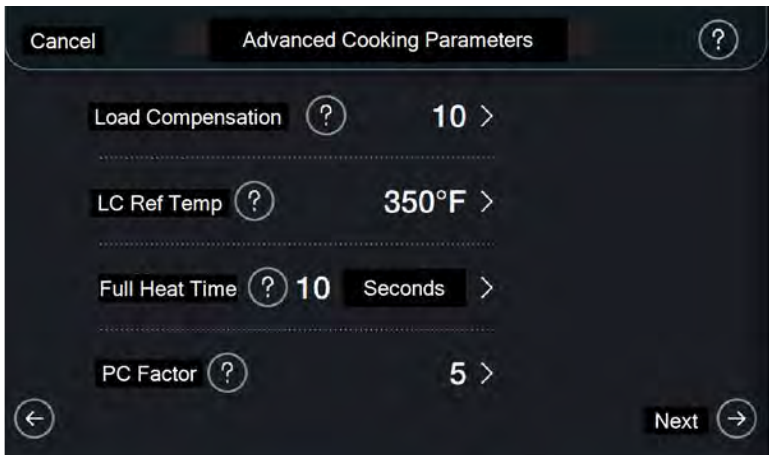 Cancel Advanced Cooking Parameters ?
Load Compensation ? 10 >
LC Ref Temp ? 350°F >
Full Heat Time ? 10 Seconds >
PC Factor ? 5 >
← Next →